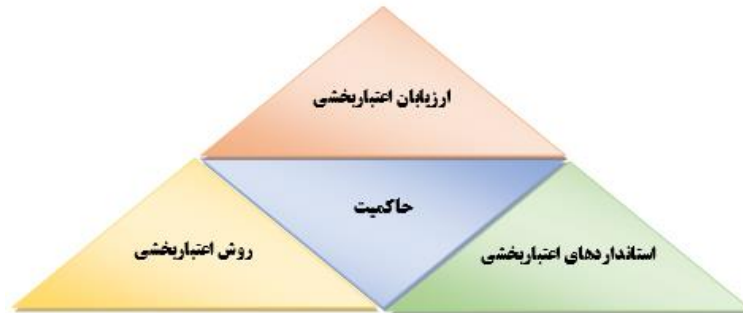 ارزیابان اعتباربخشی
حاکمیت
استانداردهای اعتباربخشی
روش اعتباربخشی